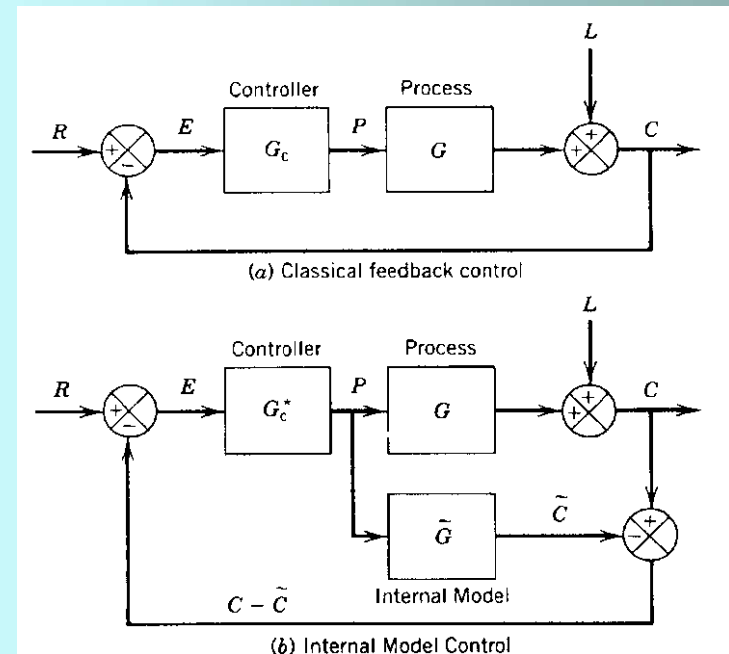 L
Controller Process
R E G_c P G C
+ - + +
(a) Classical feedback control
L
Controller Process
R E G_c^* P G C
+ - + +
G̃ C̃ - +
C − C̃ Internal Model
(b) Internal Model Control